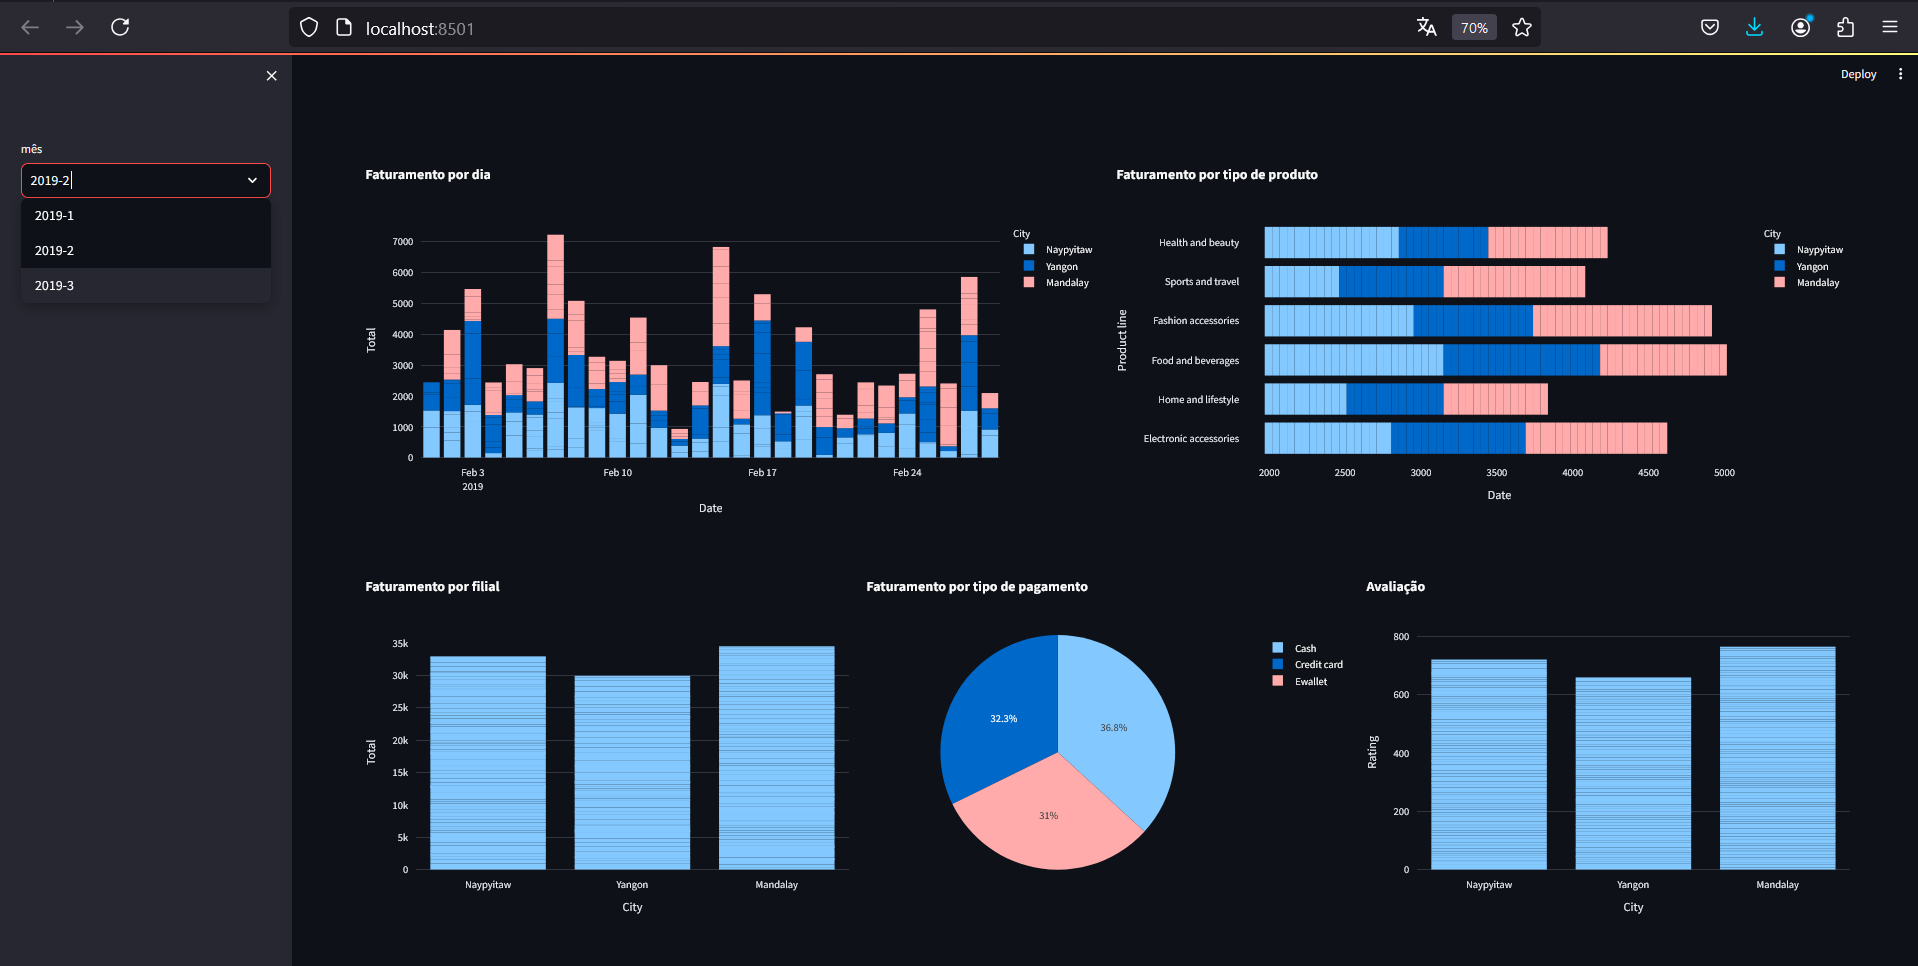 localhost:8501
70%
Deploy
mês
2019-2
2019-1
2019-2
2019-3
Faturamento por dia
7000
6000
5000
4000
3000
2000
1000
0
Total
Feb 3
2019
Feb 10
Feb 17
Feb 24
Date
City
Naypyitaw
Yangon
Mandalay
Faturamento por tipo de produto
Health and beauty
Sports and travel
Fashion accessories
Food and beverages
Home and lifestyle
Electronic accessories
Product line
2000
2500
3000
3500
4000
4500
5000
Date
City
Naypyitaw
Yangon
Mandalay
Faturamento por filial
35k
30k
25k
20k
15k
10k
5k
0
Total
Naypyitaw
Yangon
Mandalay
City
Faturamento por tipo de pagamento
32.3%
36.8%
31%
Cash
Credit card
Ewallet
Avaliação
800
600
400
200
0
Rating
Naypyitaw
Yangon
Mandalay
City